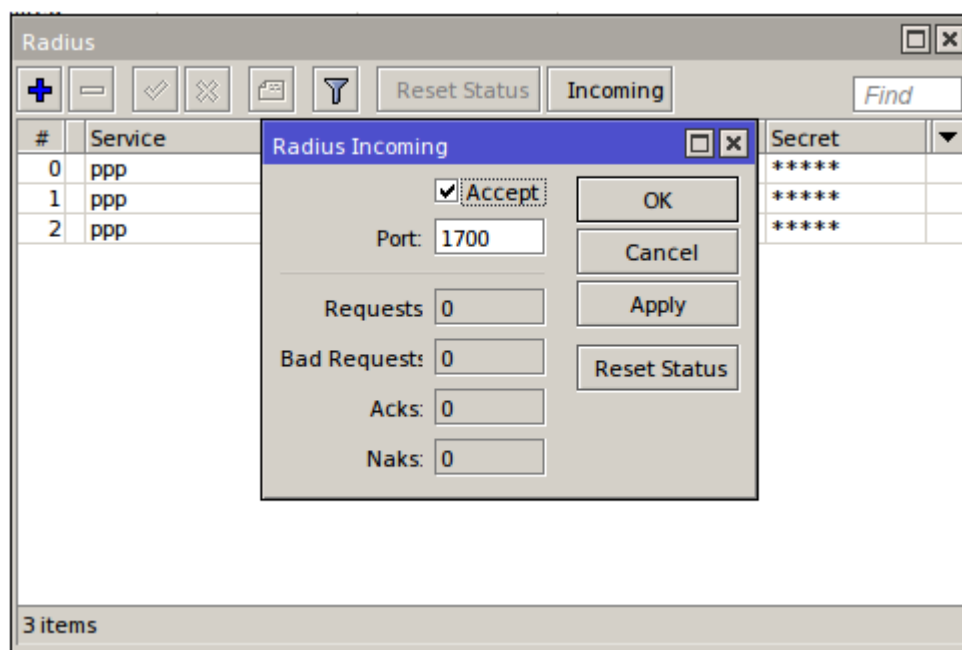 Radius
Reset Status Incoming Find
# Service Secret
0 ppp *****
1 ppp *****
2 ppp *****
Radius Incoming
Accept
Port: 1700
Requests 0
Bad Requests 0
Acks: 0
Naks: 0
OK
Cancel
Apply
Reset Status
3 items